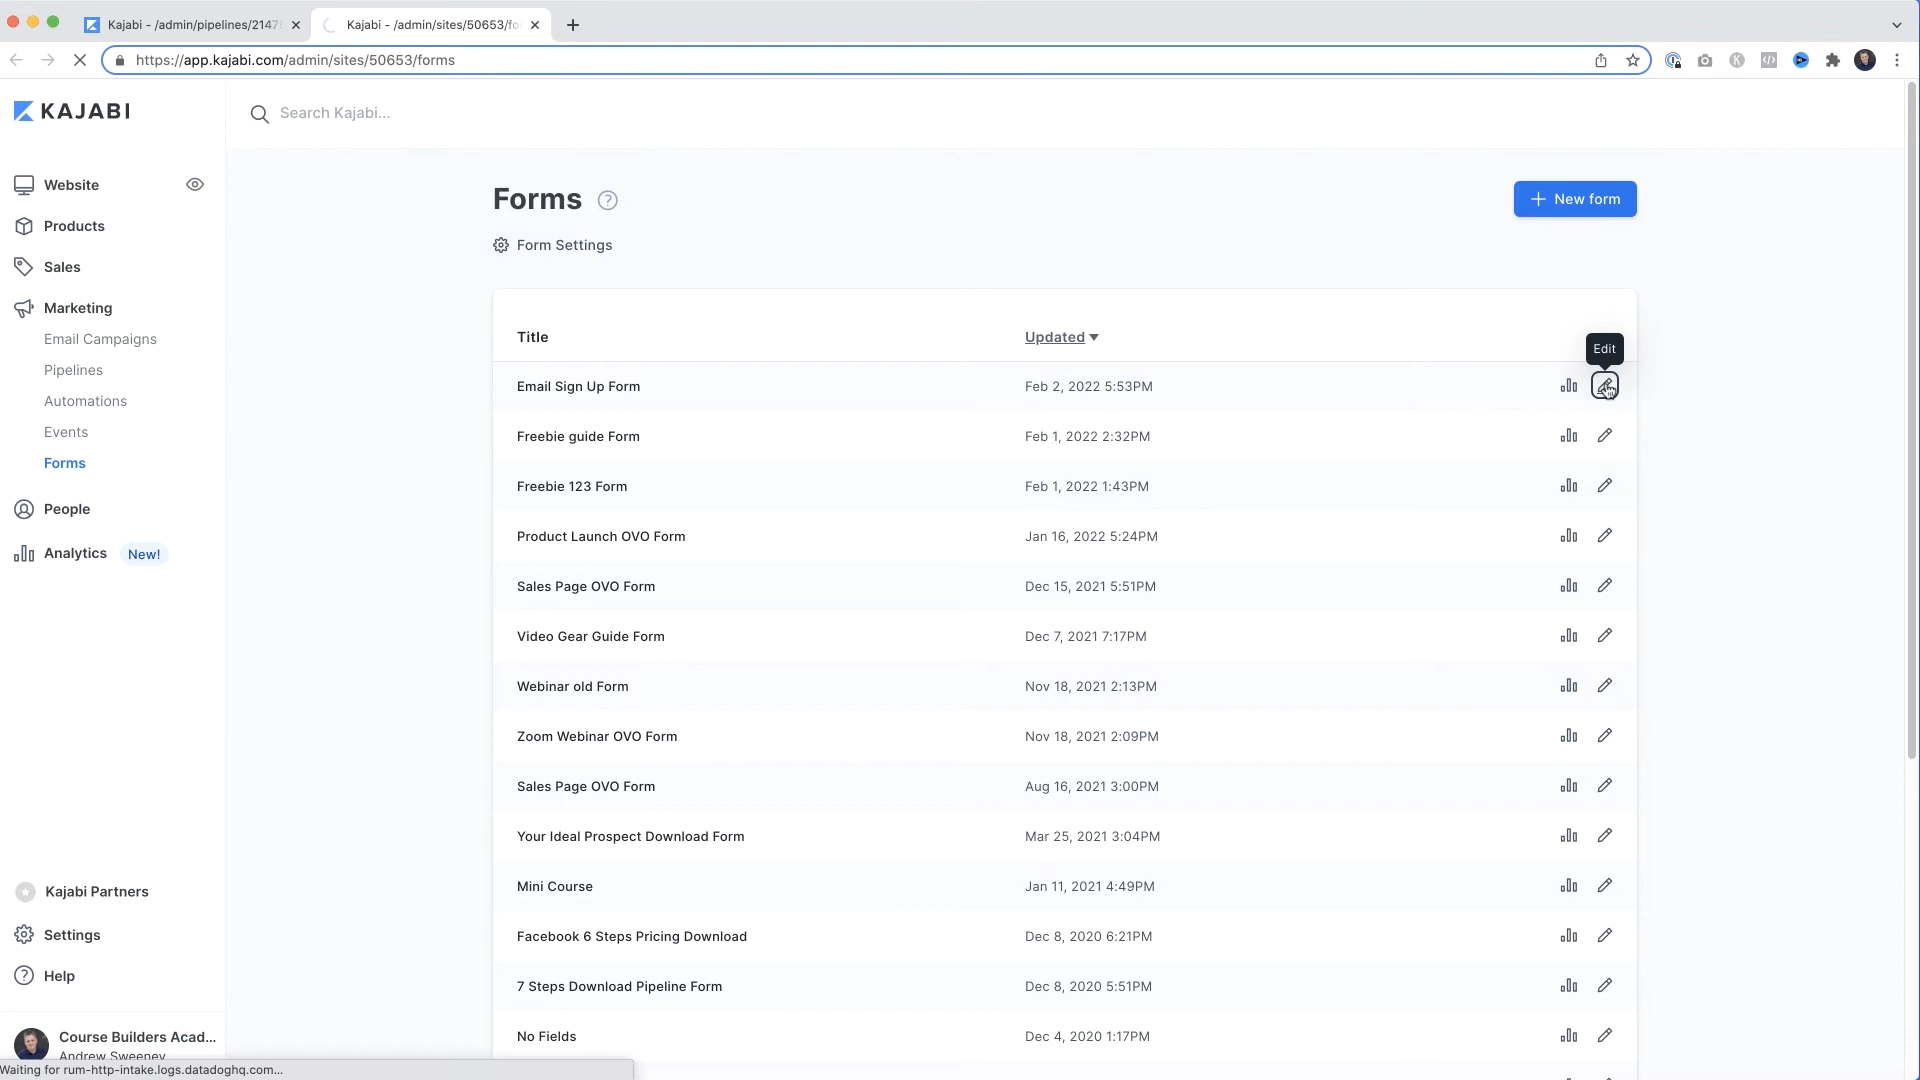 Kajabi - /admin/pipelines/2147
Kajabi - /admin/sites/50653/fo
https://app.kajabi.com/admin/sites/50653/forms
KAJABI
Search Kajabi...
Website
Products
Sales
Marketing
Email Campaigns
Pipelines
Automations
Events
Forms
People
Analytics New!
Kajabi Partners
Settings
Help
Course Builders Acad...
Andrew Sweeney
Waiting for rum-http-intake.logs.datadoghq.com...
Forms
New form
Form Settings
Title Updated
Edit
Email Sign Up Form Feb 2, 2022 5:53PM
Freebie guide Form Feb 1, 2022 2:32PM
Freebie 123 Form Feb 1, 2022 1:43PM
Product Launch OVO Form Jan 16, 2022 5:24PM
Sales Page OVO Form Dec 15, 2021 5:51PM
Video Gear Guide Form Dec 7, 2021 7:17PM
Webinar old Form Nov 18, 2021 2:13PM
Zoom Webinar OVO Form Nov 18, 2021 2:09PM
Sales Page OVO Form Aug 16, 2021 3:00PM
Your Ideal Prospect Download Form Mar 25, 2021 3:04PM
Mini Course Jan 11, 2021 4:49PM
Facebook 6 Steps Pricing Download Dec 8, 2020 6:21PM
7 Steps Download Pipeline Form Dec 8, 2020 5:51PM
No Fields Dec 4, 2020 1:17PM